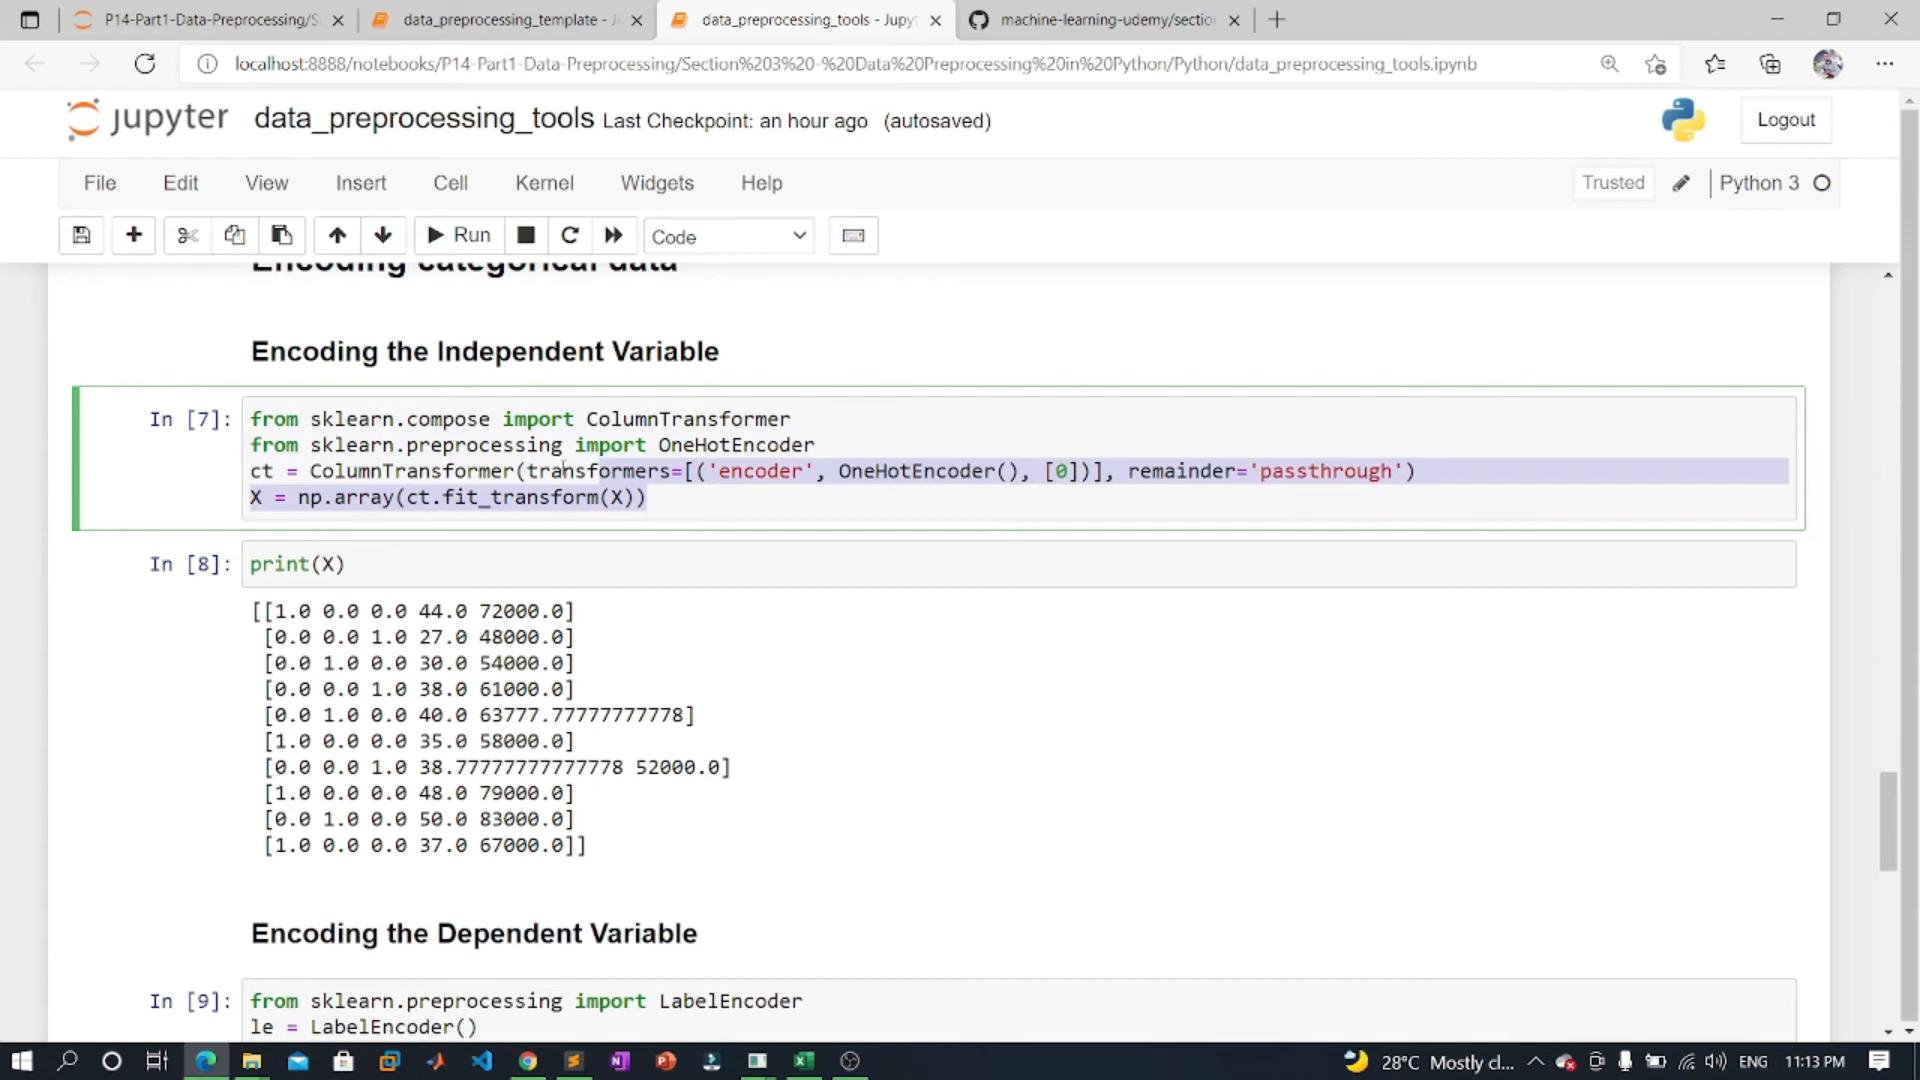 P14-Part1-Data-Preprocessing/S
data_preprocessing_template - J
data_preprocessing_tools - Jupyt
machine-learning-udemy/sectio
localhost:8888/notebooks/P14-Part1-Data-Preprocessing/Section%203%20-%20Data%20Preprocessing%20in%20Python/Python/data_preprocessing_tools.ipynb
jupyter data_preprocessing_tools Last Checkpoint: an hour ago (autosaved)
Logout
File Edit View Insert Cell Kernel Widgets Help
Trusted Python 3
Run Code
Encoding categorical data
Encoding the Independent Variable
In [7]: from sklearn.compose import ColumnTransformer
from sklearn.preprocessing import OneHotEncoder
ct = ColumnTransformer(transformers=[('encoder', OneHotEncoder(), [0])], remainder='passthrough')
X = np.array(ct.fit_transform(X))
In [8]: print(X)
[[1.0 0.0 0.0 44.0 72000.0]
[0.0 0.0 1.0 27.0 48000.0]
[0.0 1.0 0.0 30.0 54000.0]
[0.0 0.0 1.0 38.0 61000.0]
[0.0 1.0 0.0 40.0 63777.77777777778]
[1.0 0.0 0.0 35.0 58000.0]
[0.0 0.0 1.0 38.77777777777778 52000.0]
[1.0 0.0 0.0 48.0 79000.0]
[0.0 1.0 0.0 50.0 83000.0]
[1.0 0.0 0.0 37.0 67000.0]]
Encoding the Dependent Variable
In [9]: from sklearn.preprocessing import LabelEncoder
le = LabelEncoder()
28°C Mostly cl... ENG 11:13 PM